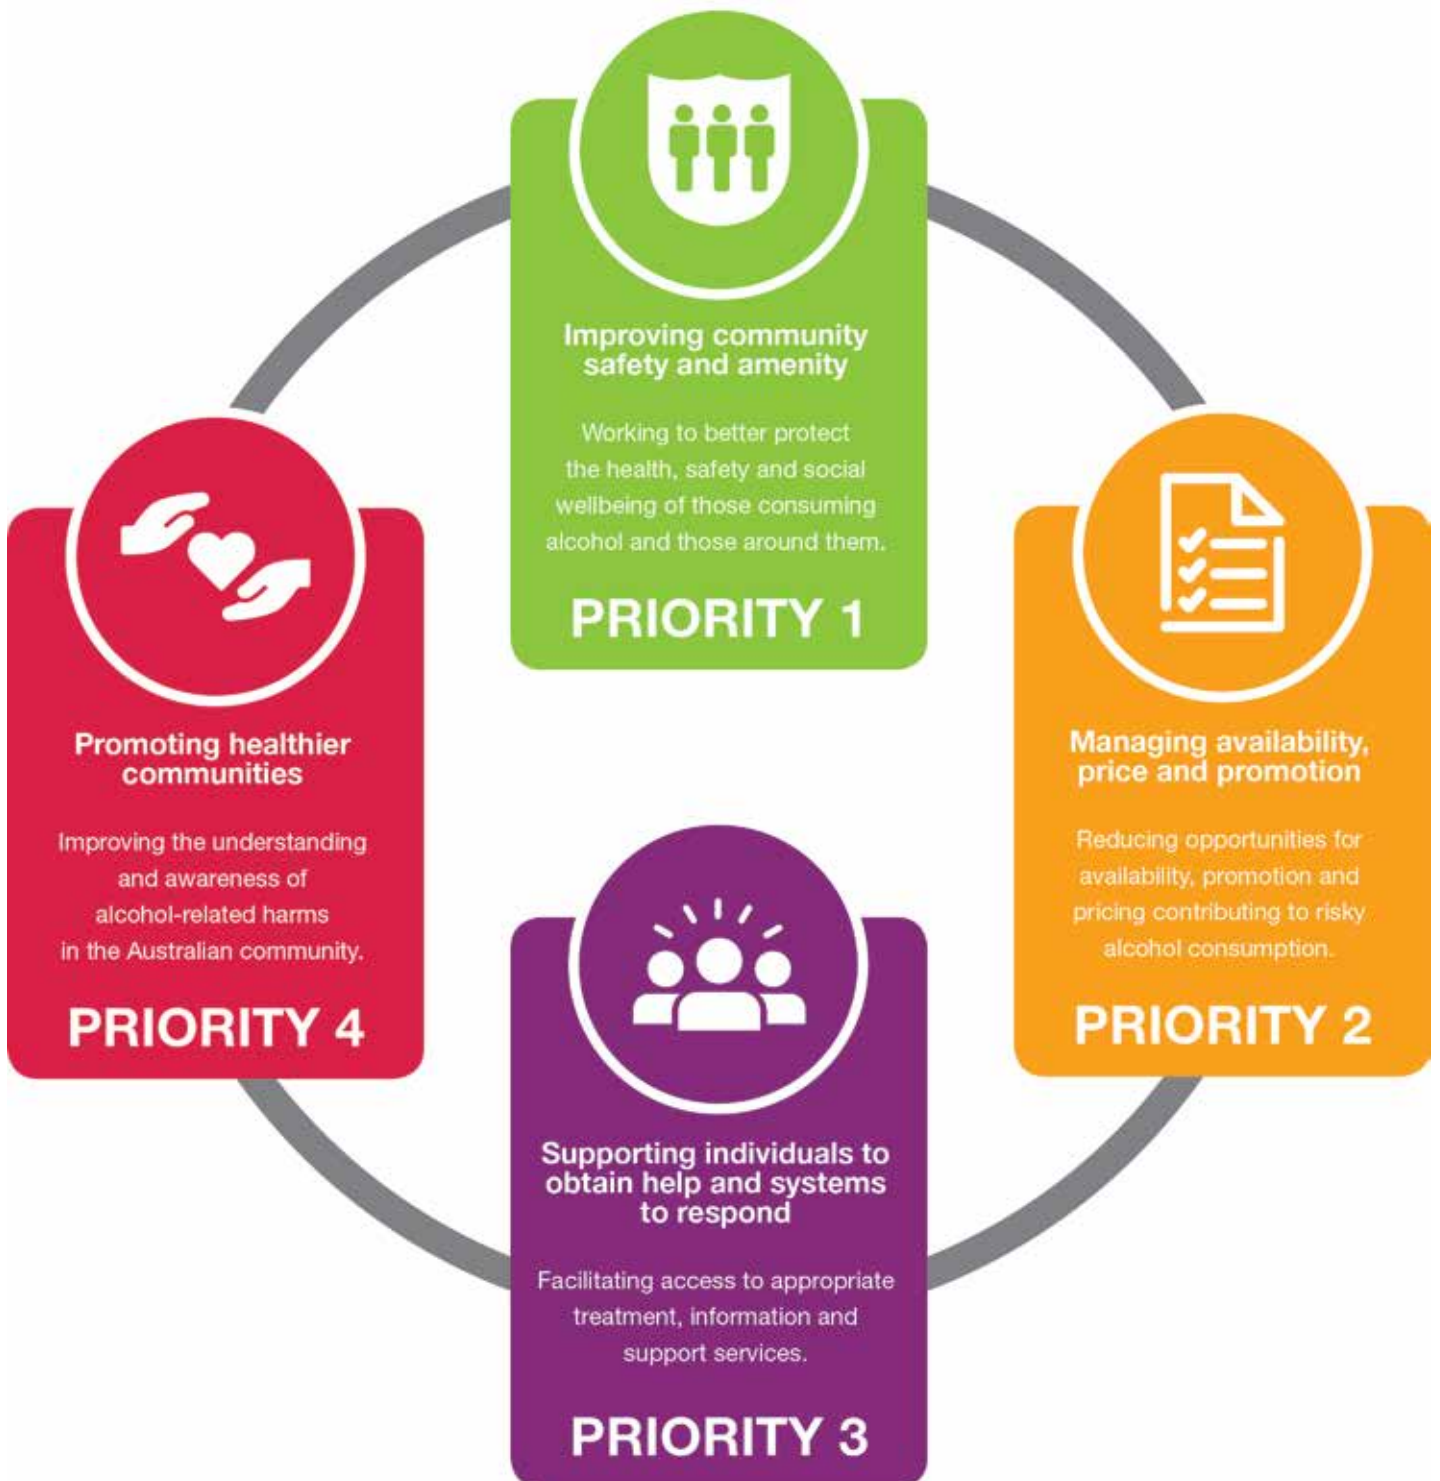 Improving community
safety and amenity
Working to better protect
the health, safety and social
wellbeing of those consuming
alcohol and those around them.
PRIORITY 1
Managing availability,
price and promotion
Reducing opportunities for
availability, promotion and
pricing contributing to risky
alcohol consumption.
PRIORITY 2
Supporting individuals to
obtain help and systems
to respond
Facilitating access to appropriate
treatment, information and
support services.
PRIORITY 3
Promoting healthier
communities
Improving the understanding
and awareness of
alcohol-related harms
in the Australian community.
PRIORITY 4